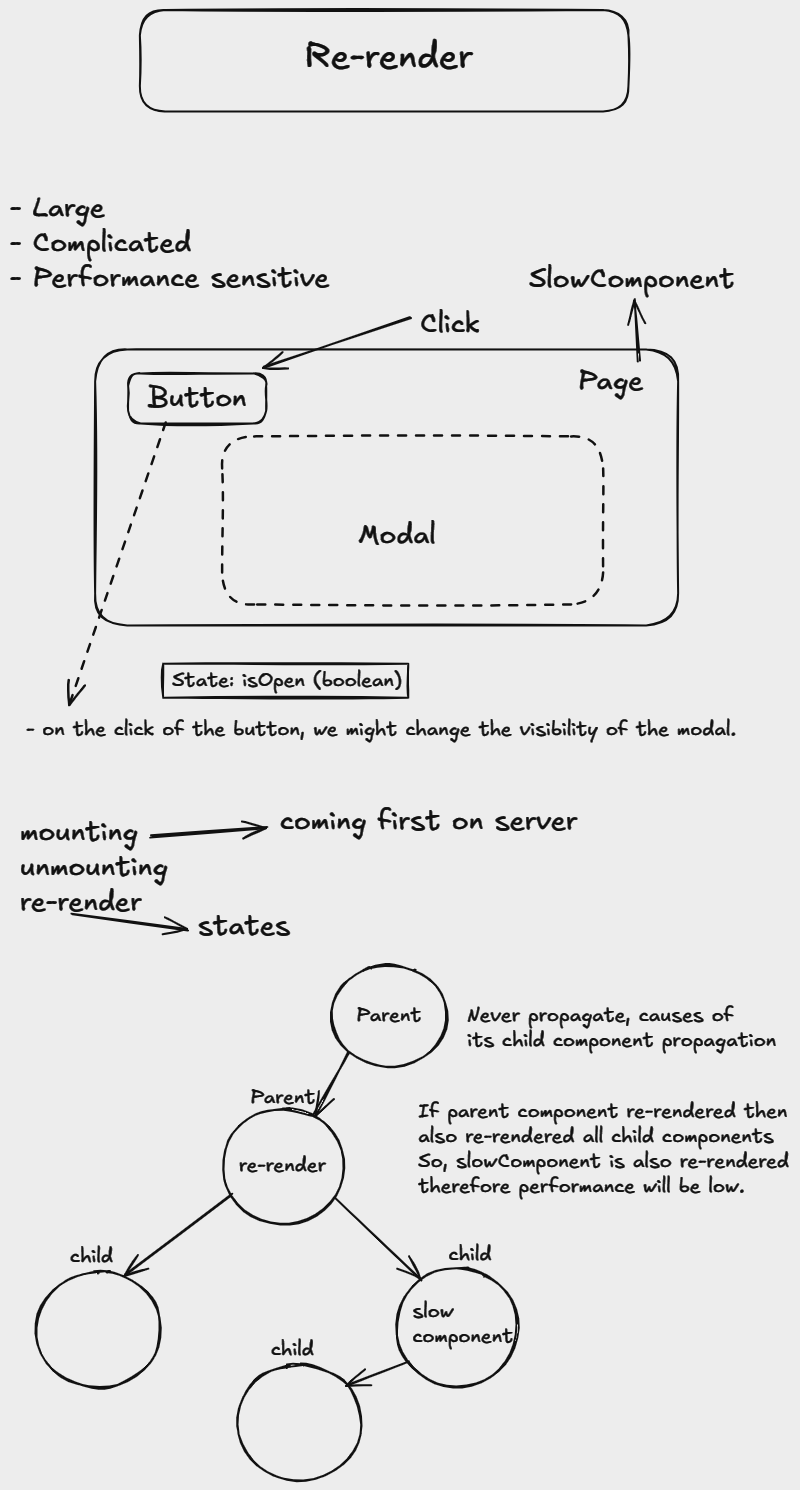 Re-render
- Large
- Complicated
- Performance sensitive
SlowComponent
Click
Button
Page
Modal
State: isOpen (boolean)
- on the click of the button, we might change the visibility of the modal.
mounting
coming first on server
unmounting
re-render
states
Parent
Never propagate, causes of
its child component propagation
Parent
re-render
If parent component re-rendered then
also re-rendered all child components
So, slowComponent is also re-rendered
therefore performance will be low.
child
child
slow
component
child